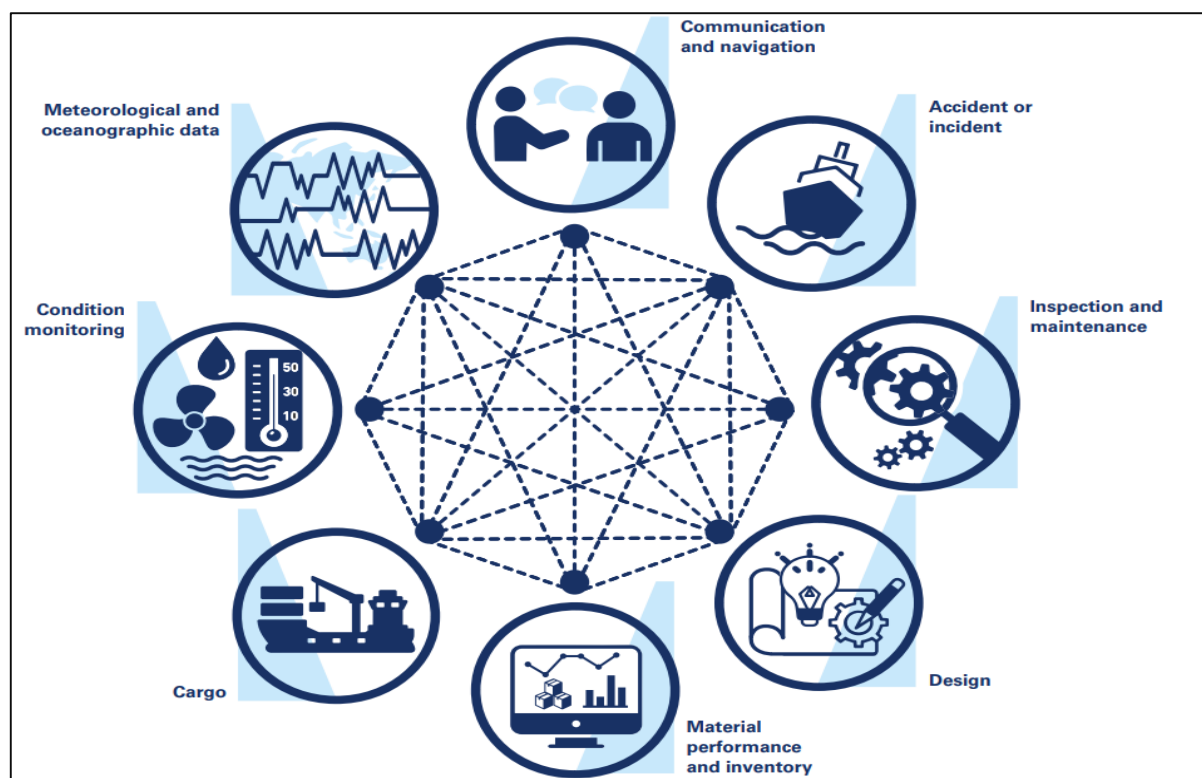 Communication
and navigation
Meteorological and
oceanographic data
Accident or
incident
Condition
monitoring
50
30
10
Inspection and
maintenance
Cargo
Design
Material
performance
and inventory